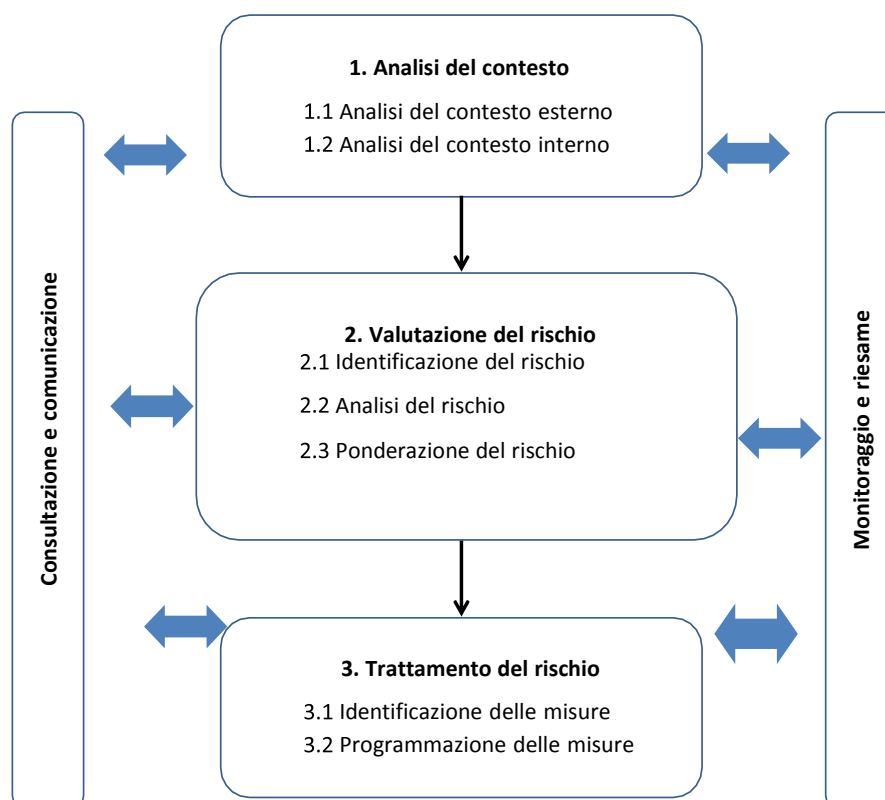 Consultazione e comunicazione
1. Analisi del contesto
1.1 Analisi del contesto esterno
1.2 Analisi del contesto interno
2. Valutazione del rischio
2.1 Identificazione del rischio
2.2 Analisi del rischio
2.3 Ponderazione del rischio
3. Trattamento del rischio
3.1 Identificazione delle misure
3.2 Programmazione delle misure
Monitoraggio e riesame